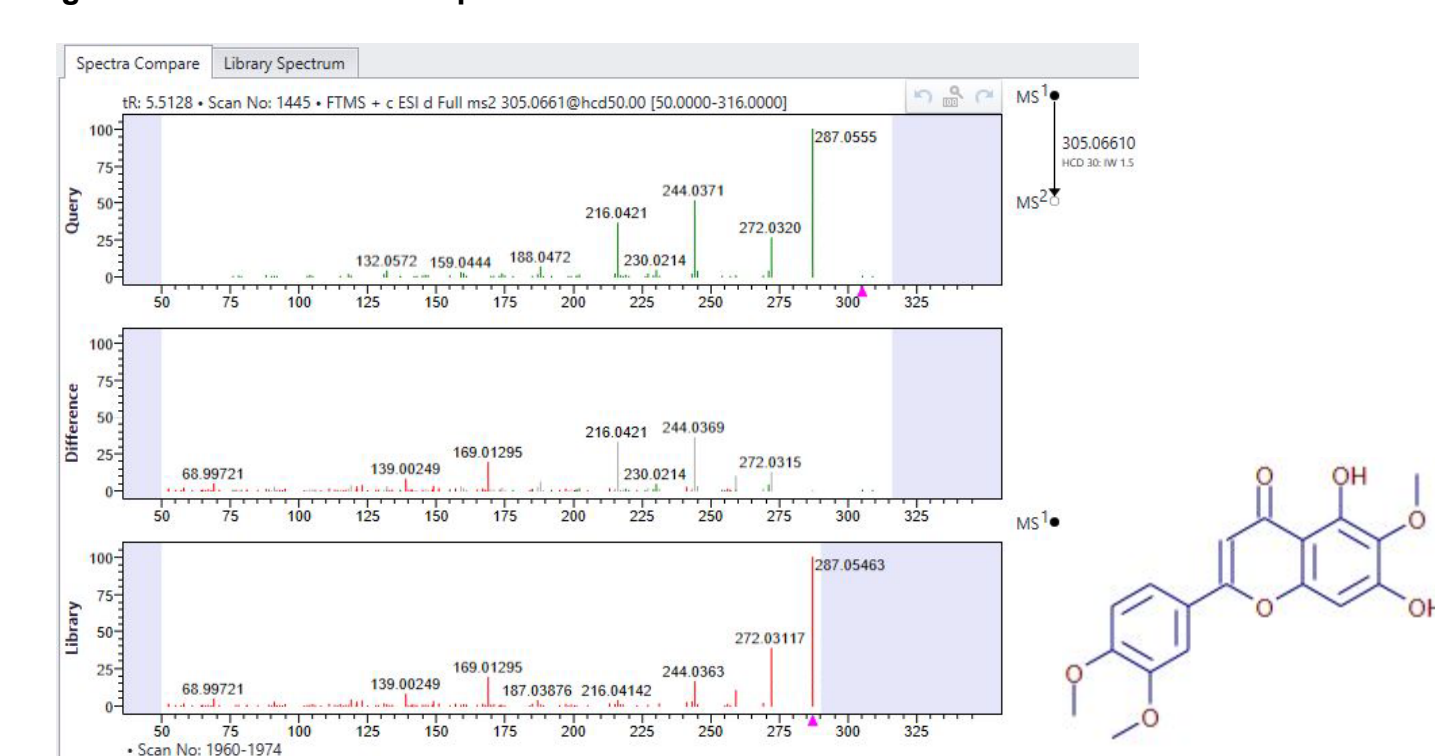 Spectra Compare Library Spectrum
tR: 5.5128 • Scan No: 1445 • FTMS + c ESI d Full ms2 305.0661@hcd50.00 [50.0000-316.0000]
MS1
100
287.0555
305.06610
HCD 30: IW 1.5
75
244.0371
MS2
Query
50
216.0421
272.0320
25
132.0572 159.0444 188.0472 230.0214
0
50 75 100 125 150 175 200 225 250 275 300 325
100
75
Difference
50
216.0421 244.0369
25
68.99721 139.00249 169.01295 230.0214 272.0315
0
50 75 100 125 150 175 200 225 250 275 300 325
MS1
100
287.05463
75
Library
50
272.03117
25
68.99721 139.00249 169.01295 187.03876 216.04142 244.0363
0
50 75 100 125 150 175 200 225 250 275 300 325
• Scan No: 1960-1974
O OH
O
O OH
O
O